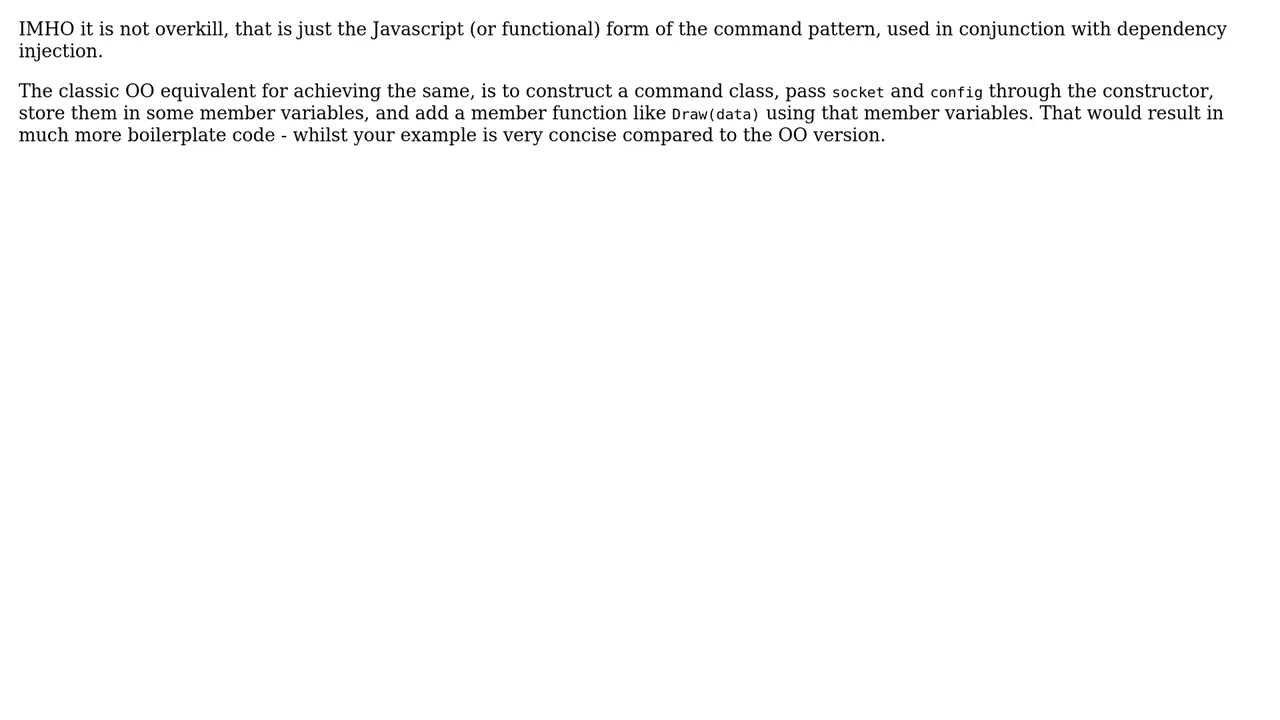 IMHO it is not overkill, that is just the Javascript (or functional) form of the command pattern, used in conjunction with dependency
injection.
The classic OO equivalent for achieving the same, is to construct a command class, pass socket and config through the constructor,
store them in some member variables, and add a member function like Draw(data) using that member variables. That would result in
much more boilerplate code - whilst your example is very concise compared to the OO version.